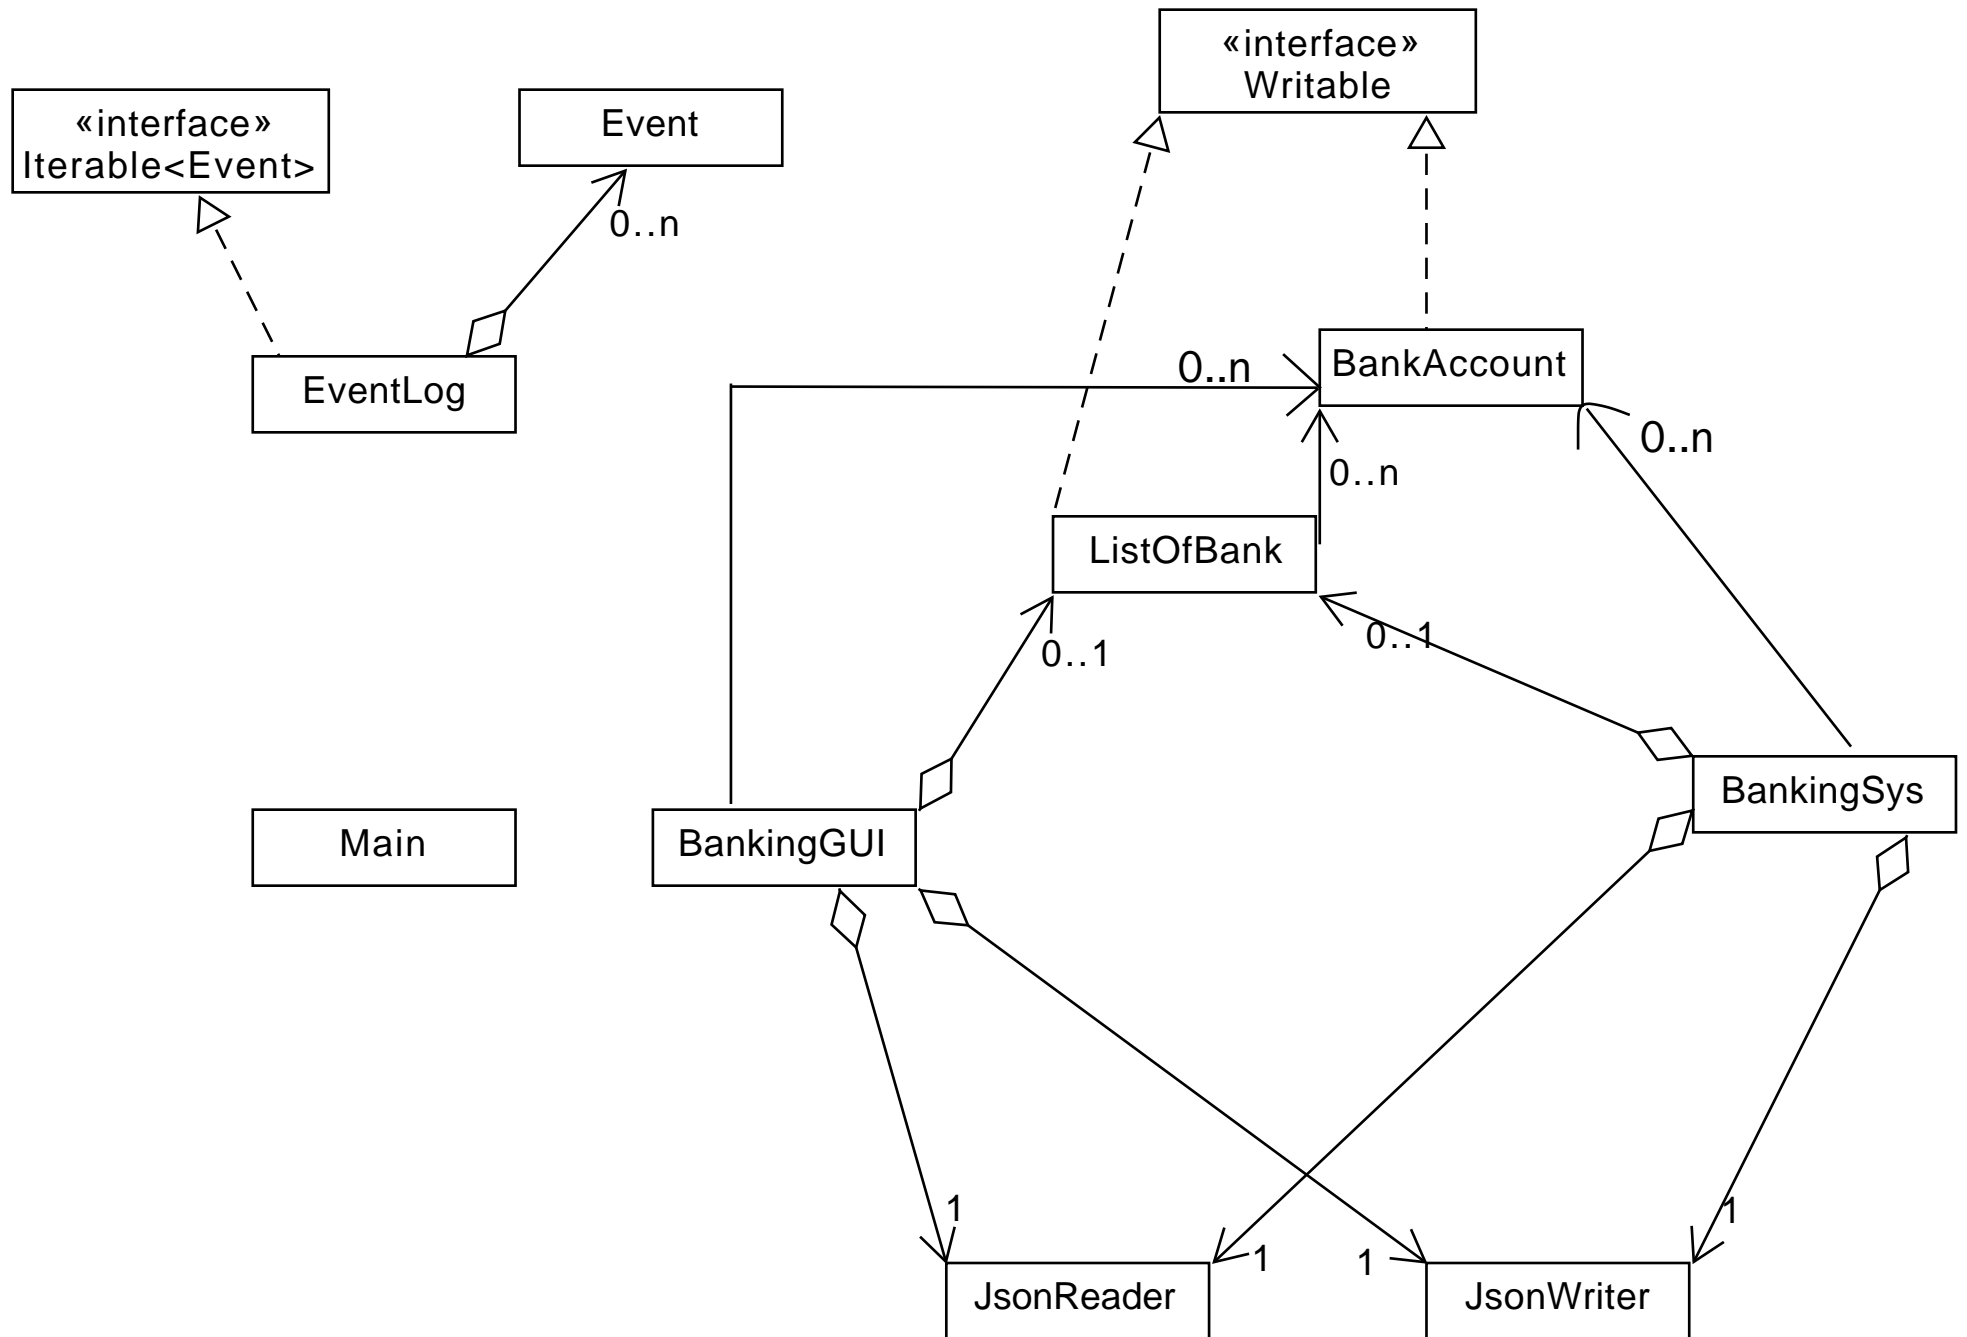 «interface»
Writable
«interface»
Iterable<Event>
Event
0..n
EventLog
0..n
BankAccount
0..n
0..n
ListOfBank
0..1
0..1
BankingSys
Main
BankingGUI
1
1
1
1
JsonReader
JsonWriter